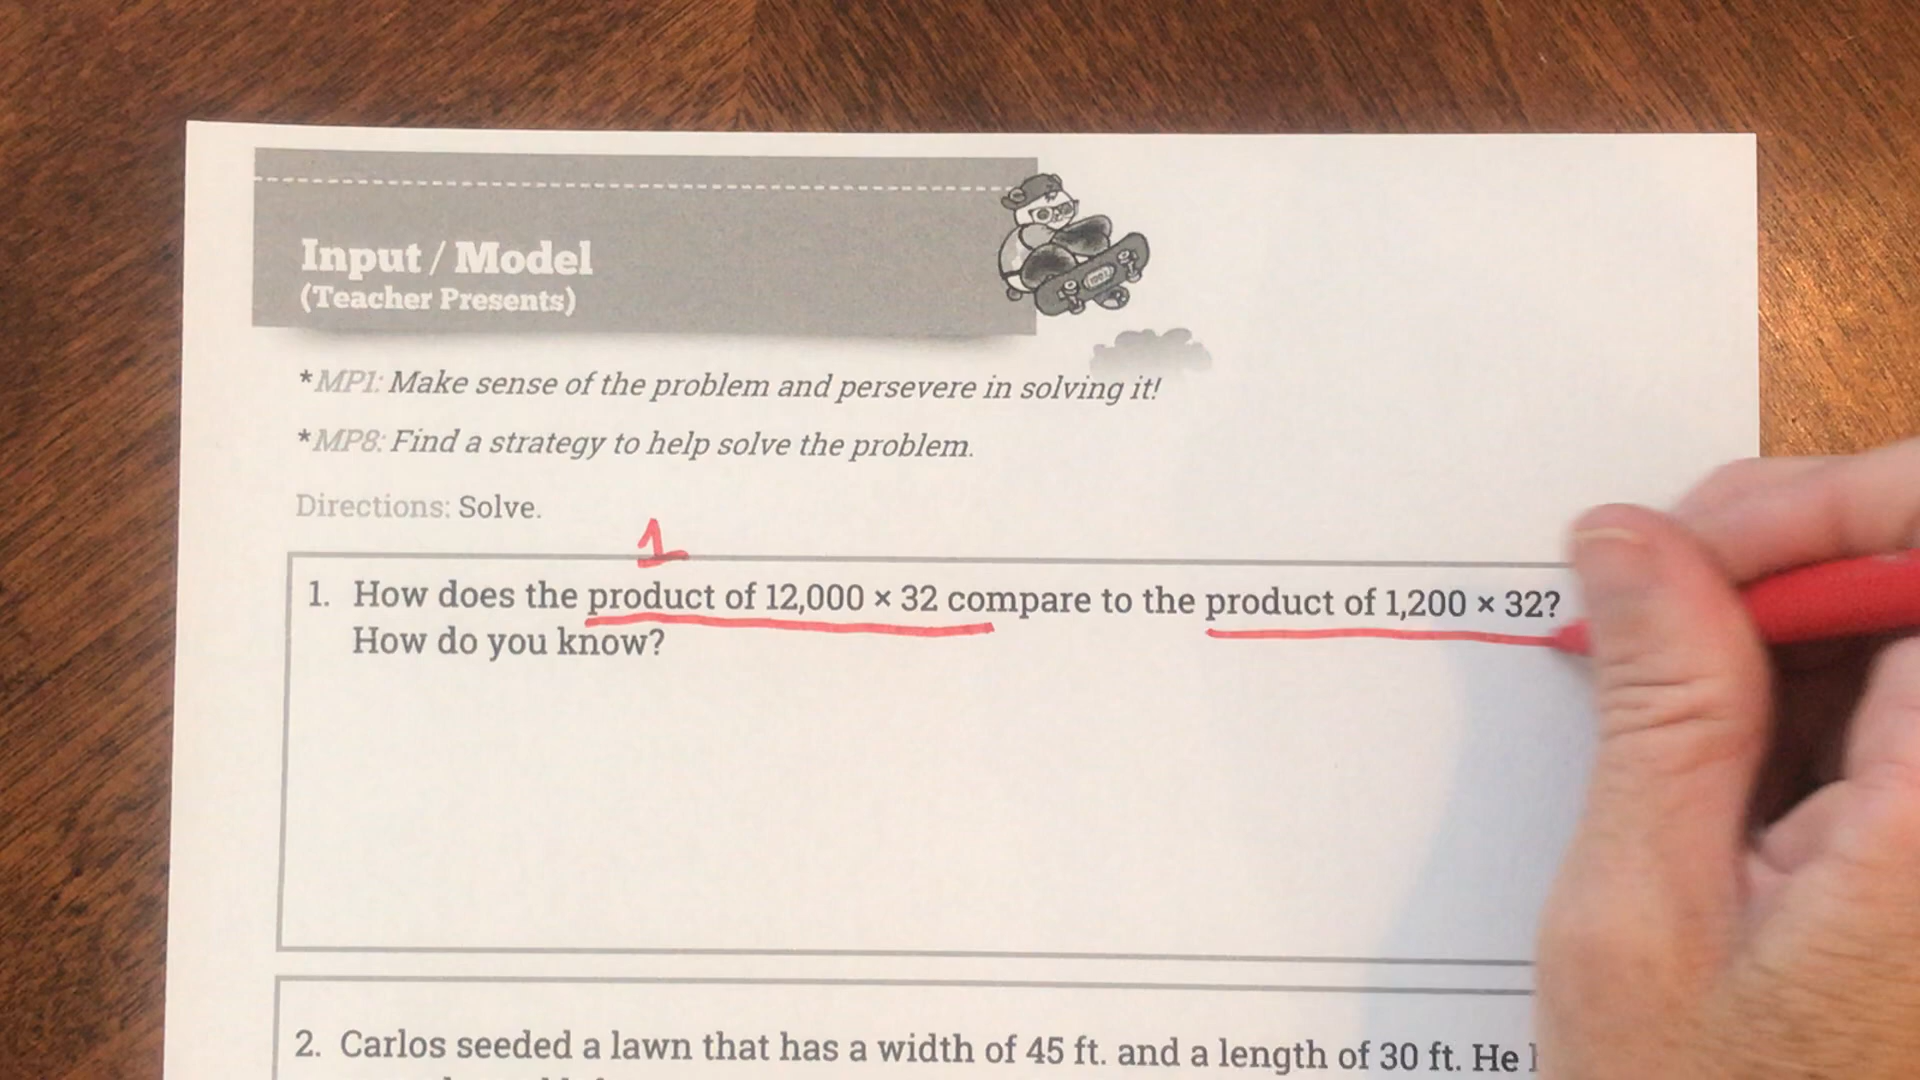 Input / Model
(Teacher Presents)
*MP1: Make sense of the problem and persevere in solving it!
*MP8: Find a strategy to help solve the problem.
Directions: Solve.
1
1. How does the product of 12,000 × 32 compare to the product of 1,200 × 32?
How do you know?
2. Carlos seeded a lawn that has a width of 45 ft. and a length of 30 ft. He